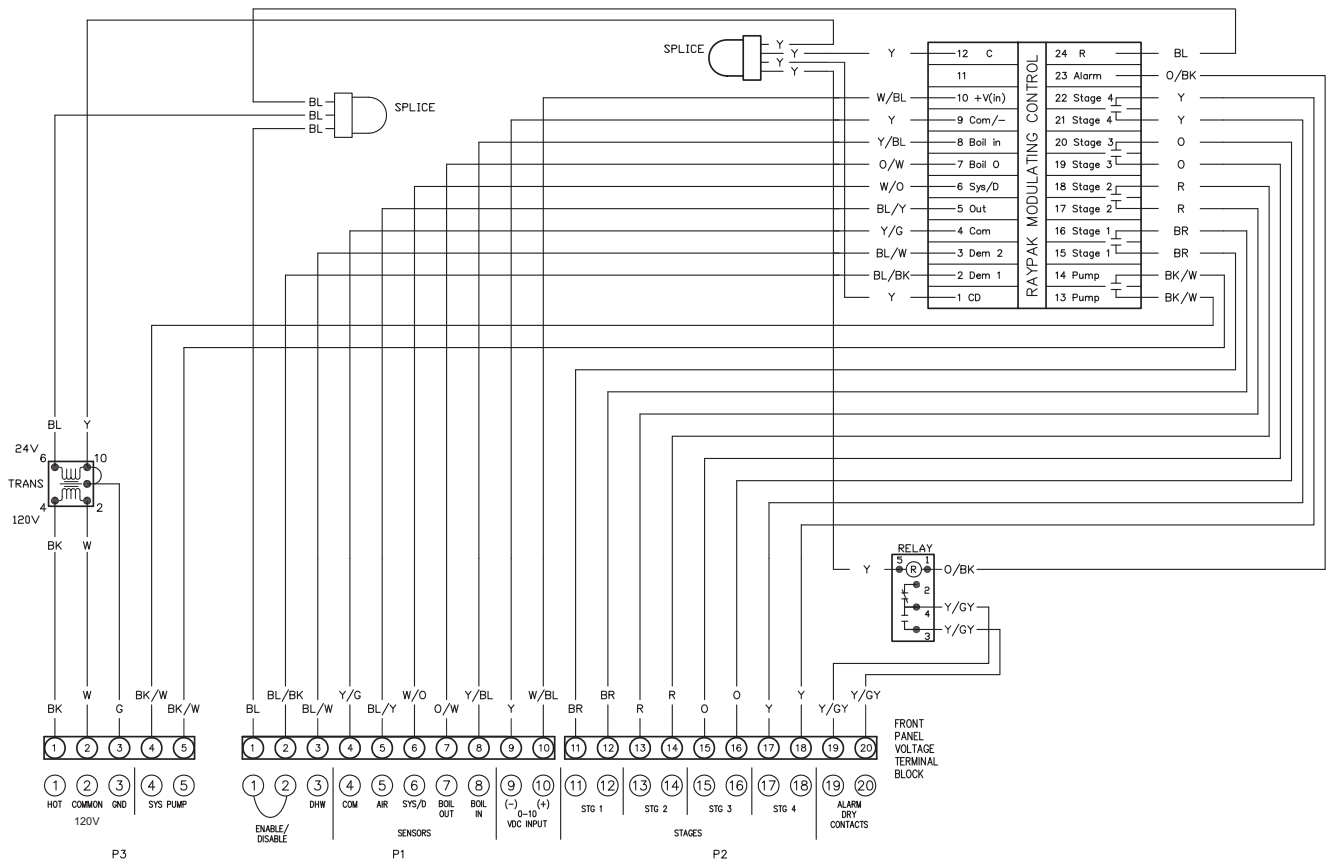 SPLICE
Y
Y
Y
Y
BL
BL
BL
SPLICE
RAYPAK MODULATING CONTROL
Y 12 C 24 R BL
11 23 Alarm O/BK
W/BL 10 +V(in) 22 Stage 4 Y
Y 9 Com/- 21 Stage 4 Y
Y/BL 8 Boil in 20 Stage 3 O
O/W 7 Boil O 19 Stage 3 O
W/O 6 Sys/D 18 Stage 2 R
BL/Y 5 Out 17 Stage 2 R
Y/G 4 Com 16 Stage 1 BR
BL/W 3 Dem 2 15 Stage 1 BR
BL/BK 2 Dem 1 14 Pump BK/W
Y 1 CD 13 Pump BK/W
BL Y
24V
6 10
TRANS
4 2
120V
BK W
RELAY
Y 5 R 1 O/BK
2
4 Y/GY
3 Y/GY
W BK/W BL/BK Y/G W/O Y/BL W/BL BR R O Y Y/GY
BK G BK/W BL BL/W BL/Y O/W Y BR R O Y Y/GY
1 2 3 4 5
1 2 3 4 5 6 7 8 9 10
11 12 13 14 15 16 17 18 19 20
FRONT
PANEL
VOLTAGE
TERMINAL
BLOCK
1 2 3 4 5
HOT COMMON GND SYS PUMP
120V
P3
1 2 3 4 5 6 7 8 9 10
DHW COM AIR SYS/D BOIL
OUT BOIL
IN (-) (+)
0-10
VDC INPUT
ENABLE/
DISABLE
SENSORS
P1
11 12 13 14 15 16 17 18 19 20
STG 1 STG 2 STG 3 STG 4 ALARM
DRY
CONTACTS
STAGES
P2